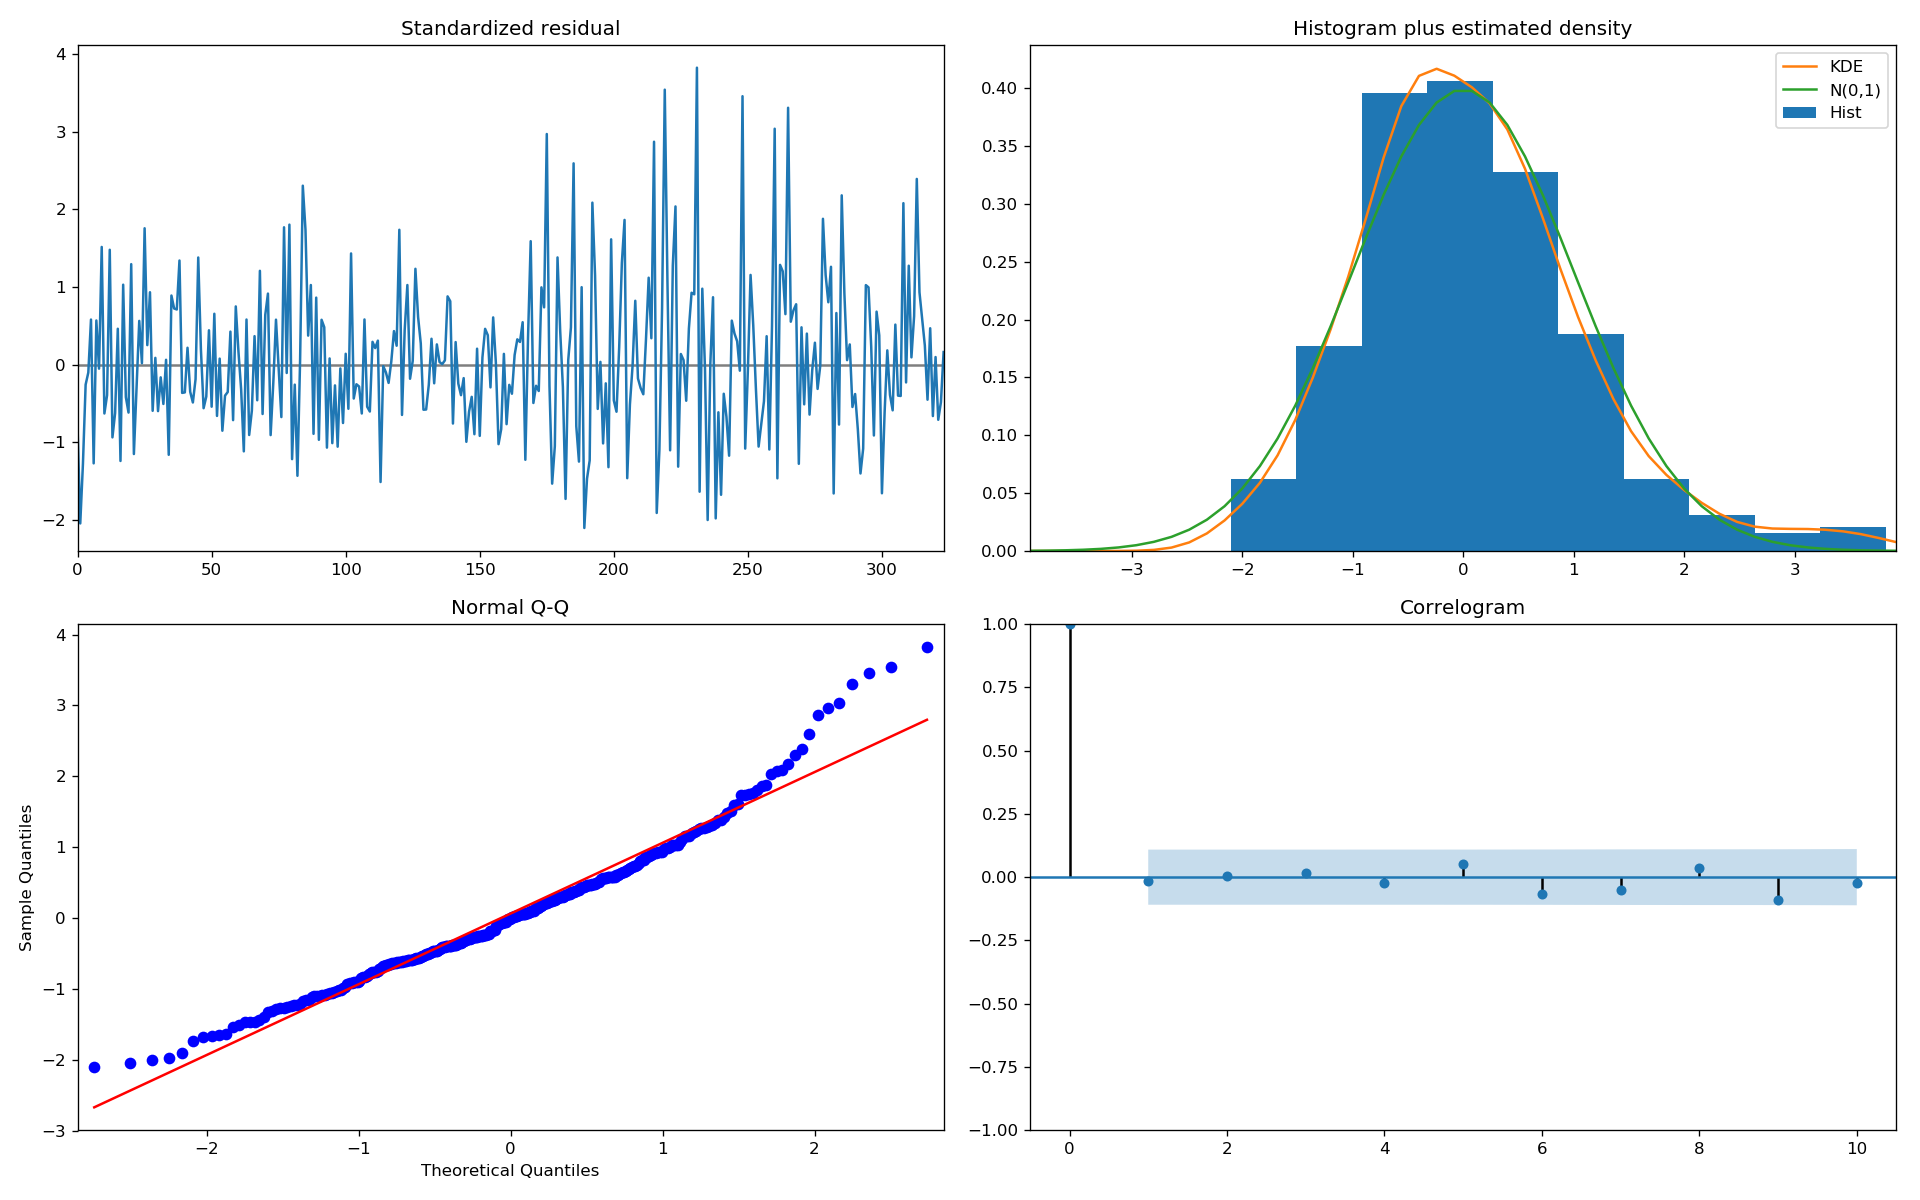 Standardized residual
4
3
2
1
0
−1
−2
0 50 100 150 200 250 300
Histogram plus estimated density
KDE
N(0,1)
Hist
0.40
0.35
0.30
0.25
0.20
0.15
0.10
0.05
0.00
−3 −2 −1 0 1 2 3
Normal Q-Q
Sample Quantiles
4
3
2
1
0
−1
−2
−3
−2 −1 0 1 2
Theoretical Quantiles
Correlogram
1.00
0.75
0.50
0.25
0.00
−0.25
−0.50
−0.75
−1.00
0 2 4 6 8 10